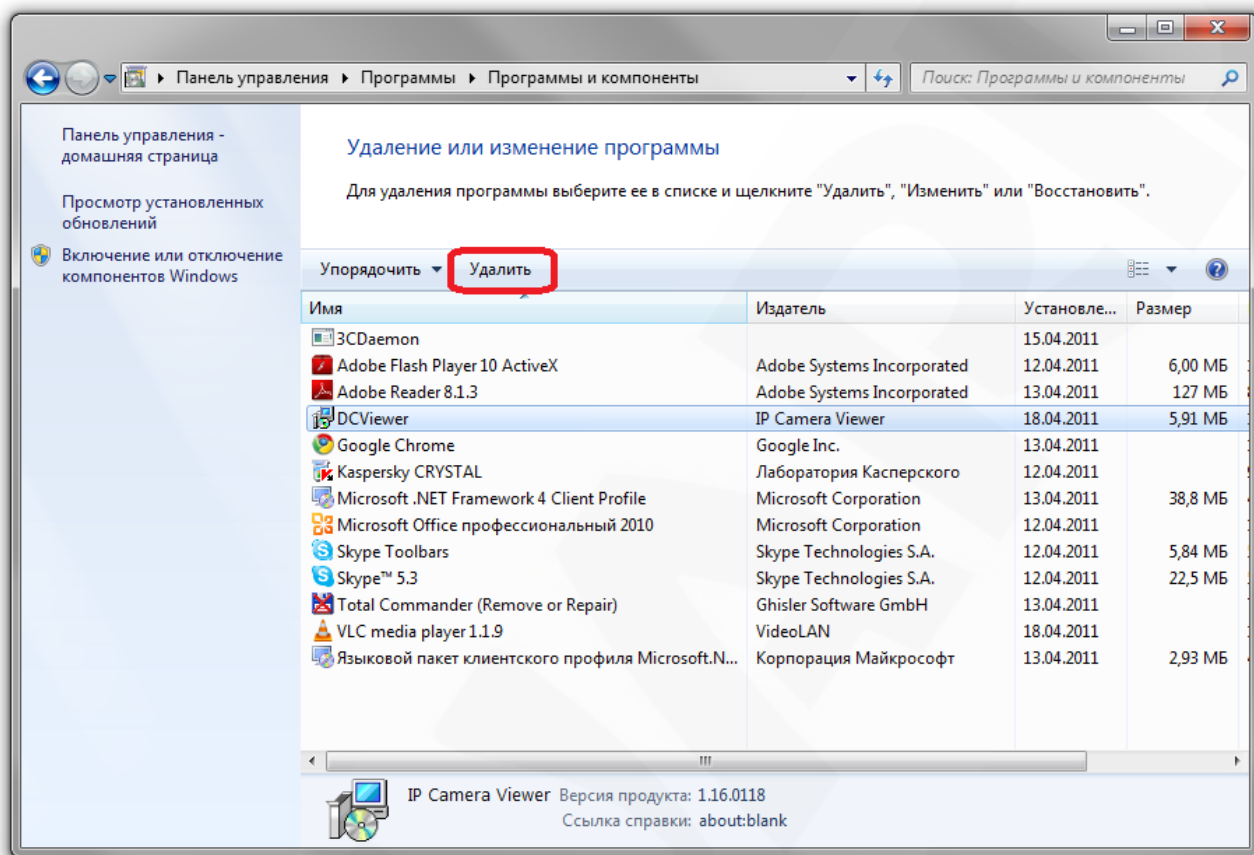 Панель управления
Программы
Программы и компоненты
Поиск: Программы и компоненты
Панель управления -
домашняя страница
Просмотр установленных
обновлений
Включение или отключение
компонентов Windows
Удаление или изменение программы
Для удаления программы выберите ее в списке и щелкните "Удалить", "Изменить" или "Восстановить".
Упорядочить Удалить
Имя Издатель Установле... Размер
3CDaemon 15.04.2011
Adobe Flash Player 10 ActiveX Adobe Systems Incorporated 12.04.2011 6,00 МБ
Adobe Reader 8.1.3 Adobe Systems Incorporated 13.04.2011 127 МБ
DCViewer IP Camera Viewer 18.04.2011 5,91 МБ
Google Chrome Google Inc. 13.04.2011
Kaspersky CRYSTAL Лаборатория Касперского 12.04.2011
Microsoft .NET Framework 4 Client Profile Microsoft Corporation 13.04.2011 38,8 МБ
Microsoft Office профессиональный 2010 Microsoft Corporation 12.04.2011
Skype Toolbars Skype Technologies S.A. 12.04.2011 5,84 МБ
Skype™ 5.3 Skype Technologies S.A. 12.04.2011 22,5 МБ
Total Commander (Remove or Repair) Ghisler Software GmbH 13.04.2011
VLC media player 1.1.9 VideoLAN 18.04.2011
Языковой пакет клиентского профиля Microsoft.N... Корпорация Майкрософт 13.04.2011 2,93 МБ
IP Camera Viewer Версия продукта: 1.16.0118
Ссылка справки: about:blank